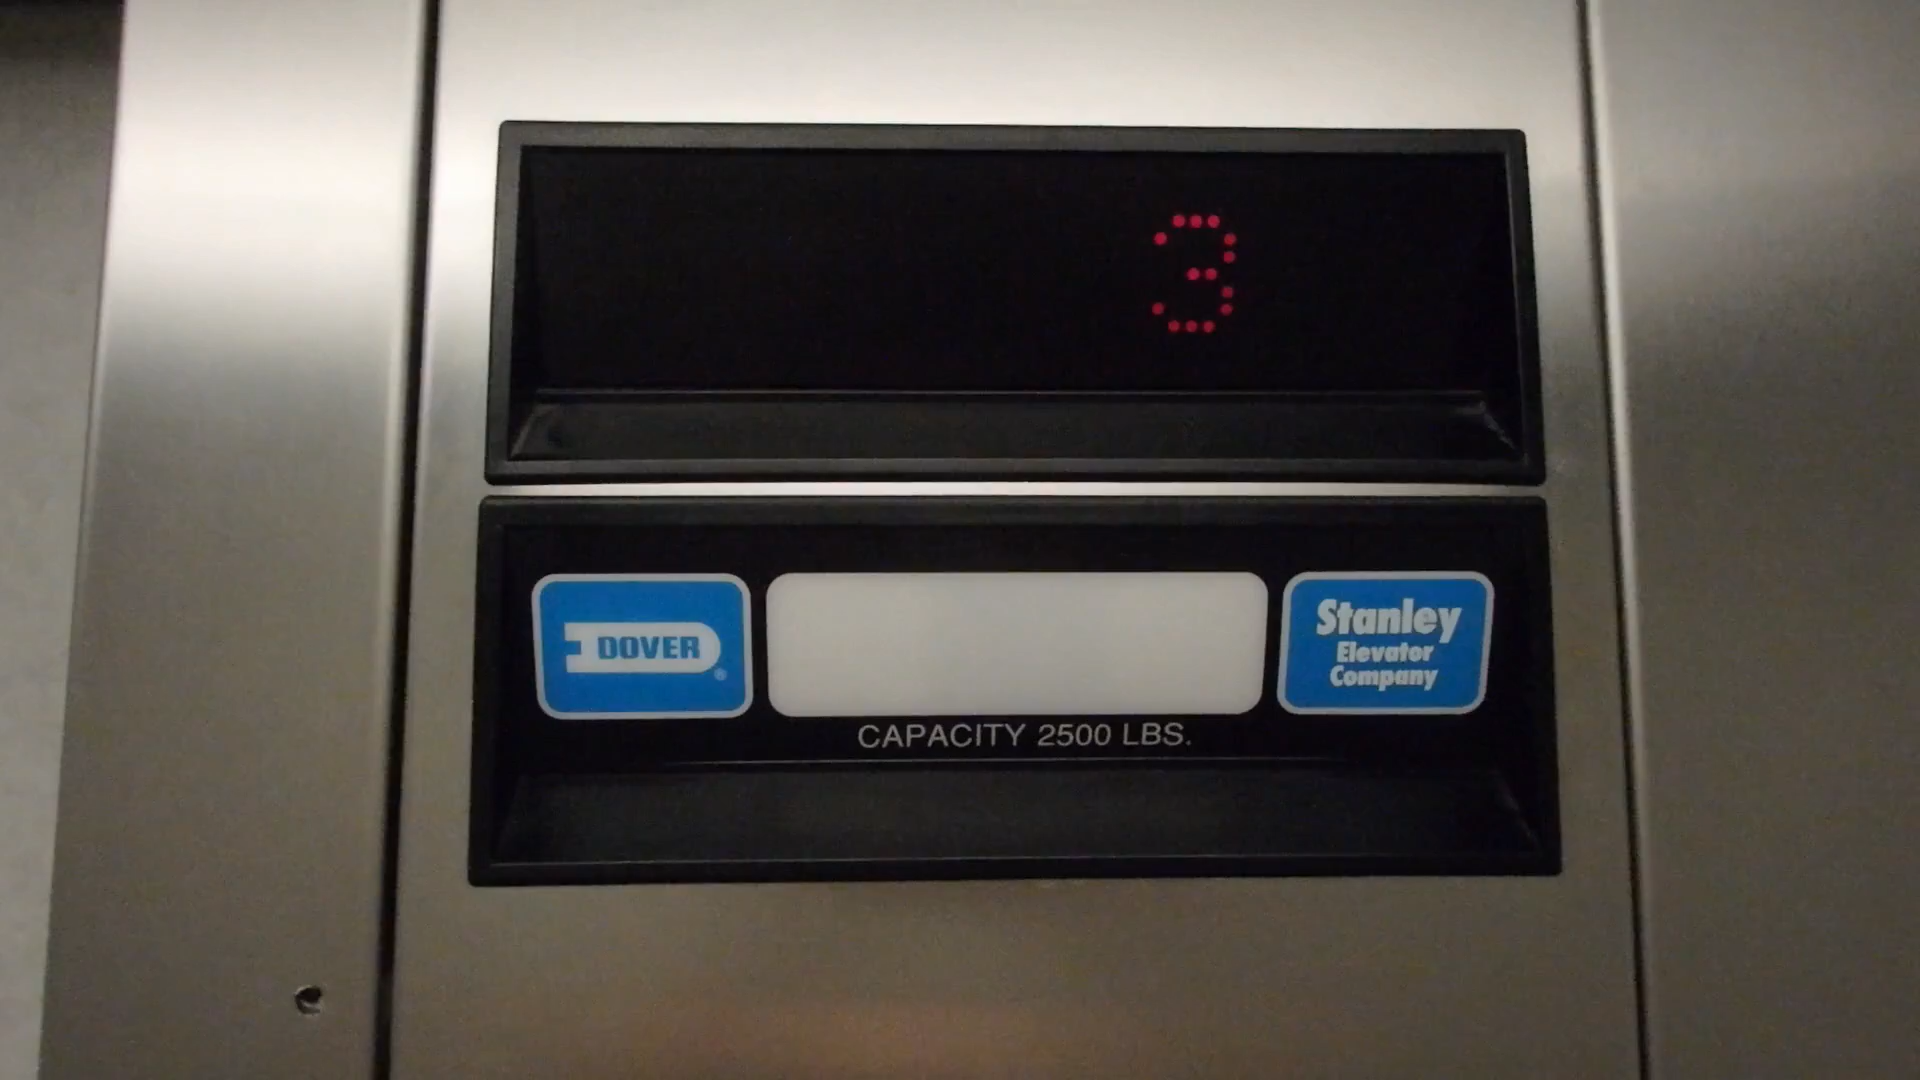 3
DOVER
®
Stanley
Elevator
Company
CAPACITY 2500 LBS.